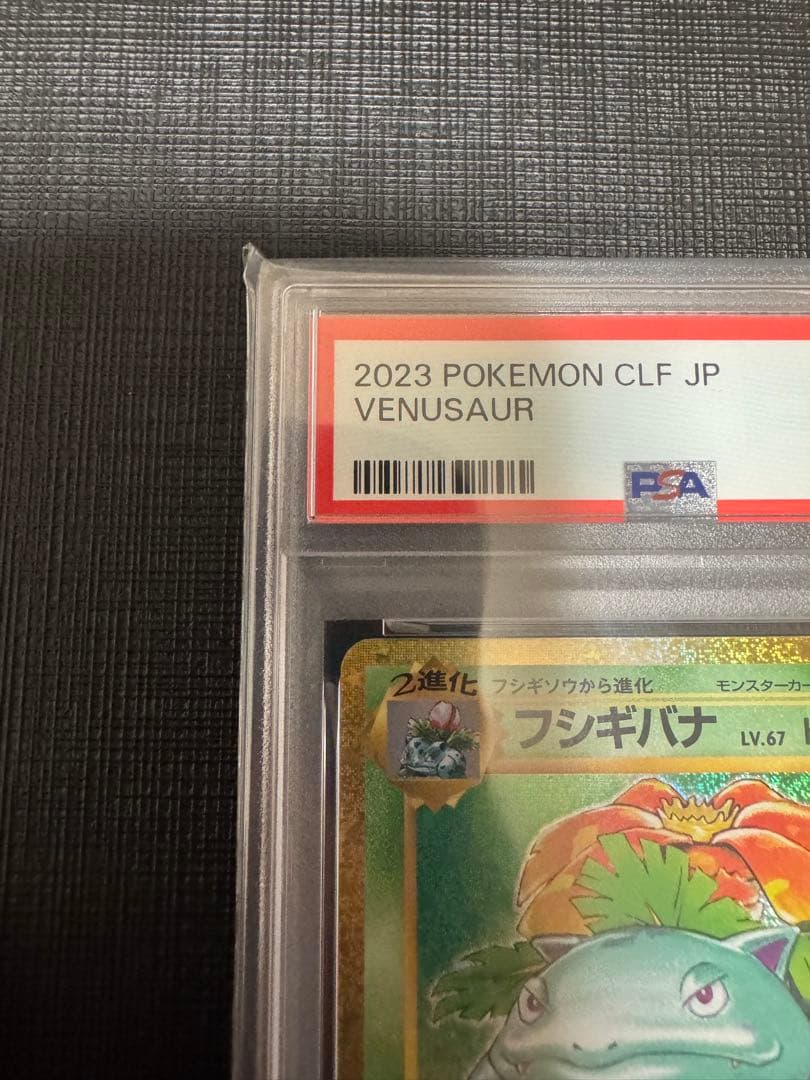 2023 POKEMON CLF JP
VENUSAUR
PSA
2進化
フシギソウから進化
モンスターカー
フシギバナ
LV.67